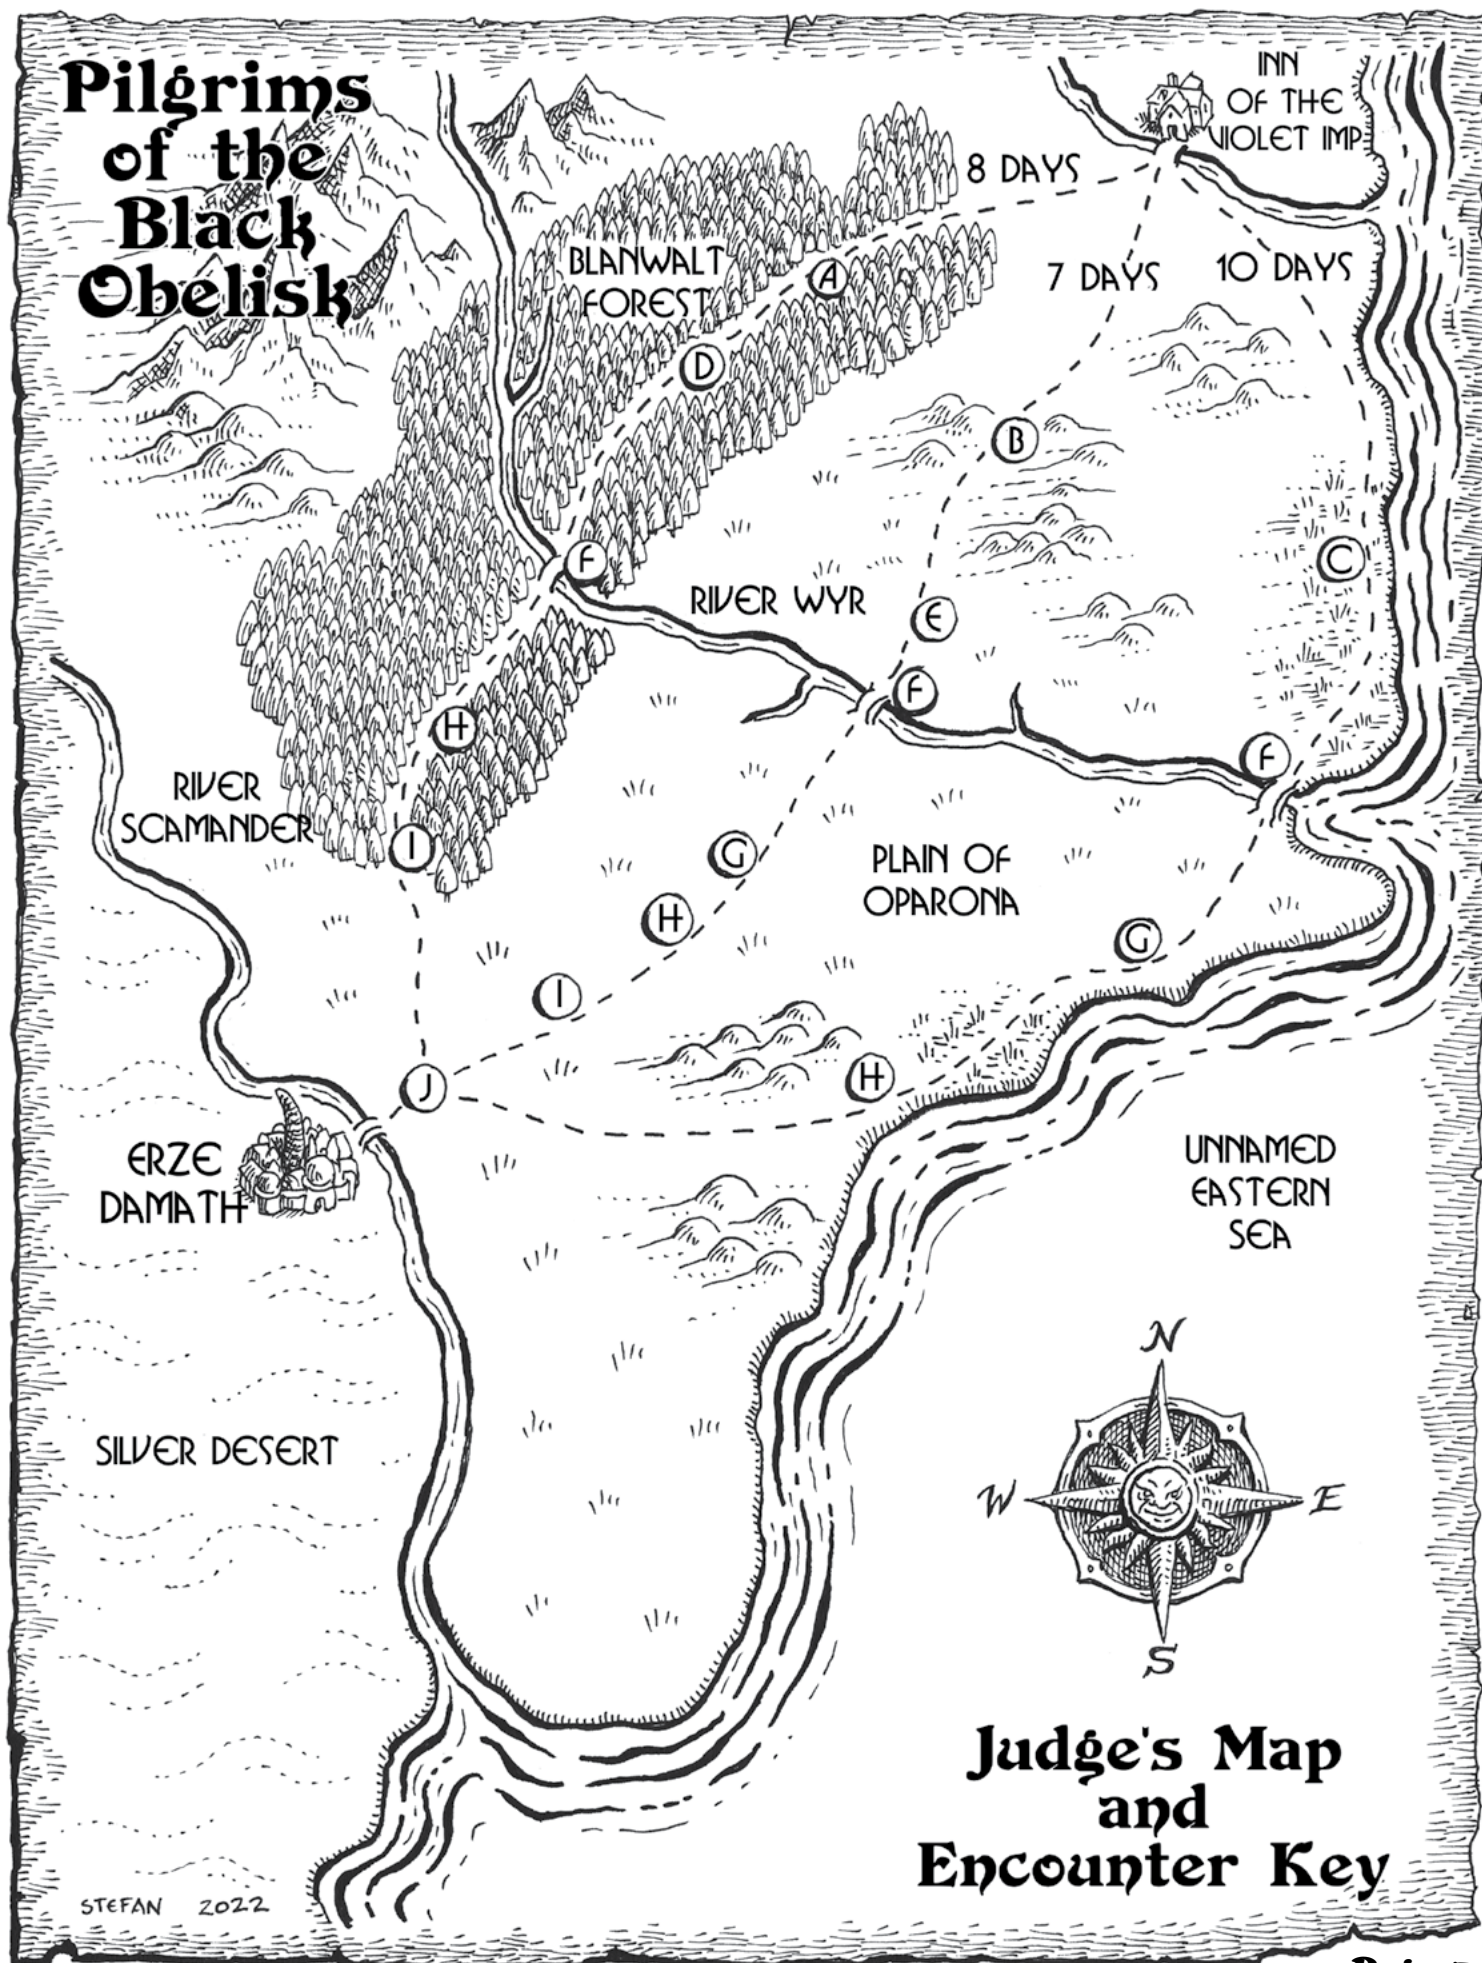 Pilgrims
of the
Black
Obelisk
INN
OF THE
VIOLET IMP
8 DAYS
7 DAYS
10 DAYS
BLANWALT
FOREST
A
D
B
C
F
RIVER WYR
E
F
F
H
RIVER
SCAMANDER
I
G
PLAIN OF
OPARONA
H
G
I
H
J
ERZE
DAMATH
UNNAMED
EASTERN
SEA
N
W
E
S
SILVER DESERT
Judge's Map
and
Encounter Key
STEFAN 2022